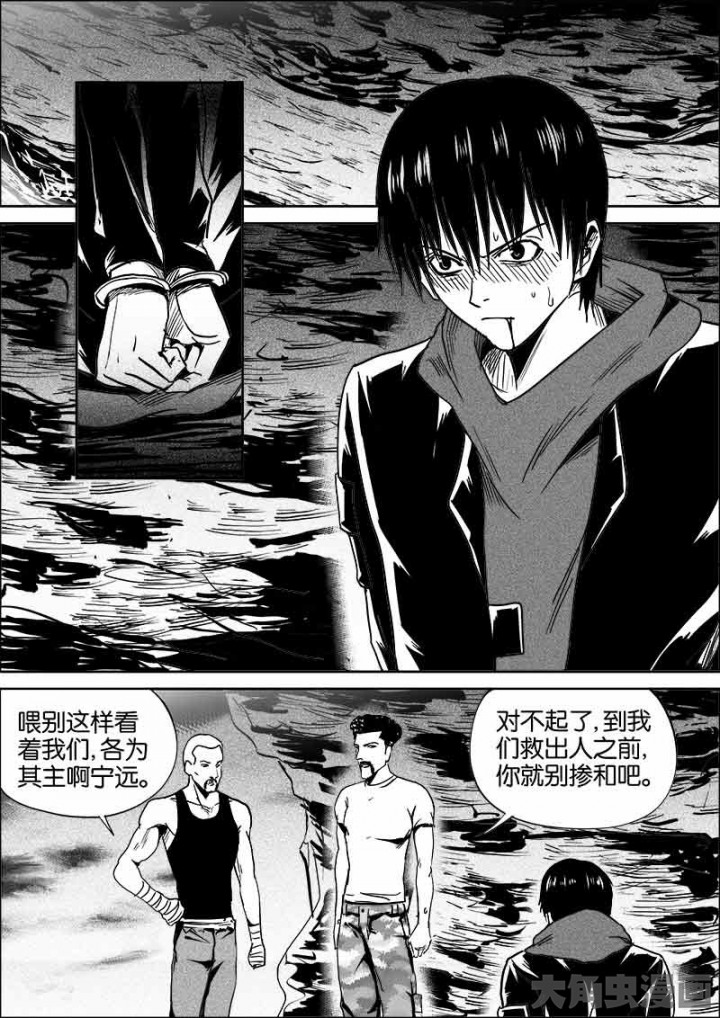 喂别这样看
着我们,各为
其主啊宁远。
对不起了,到我
们救出人之前,
你就别掺和吧。
大角虫漫画